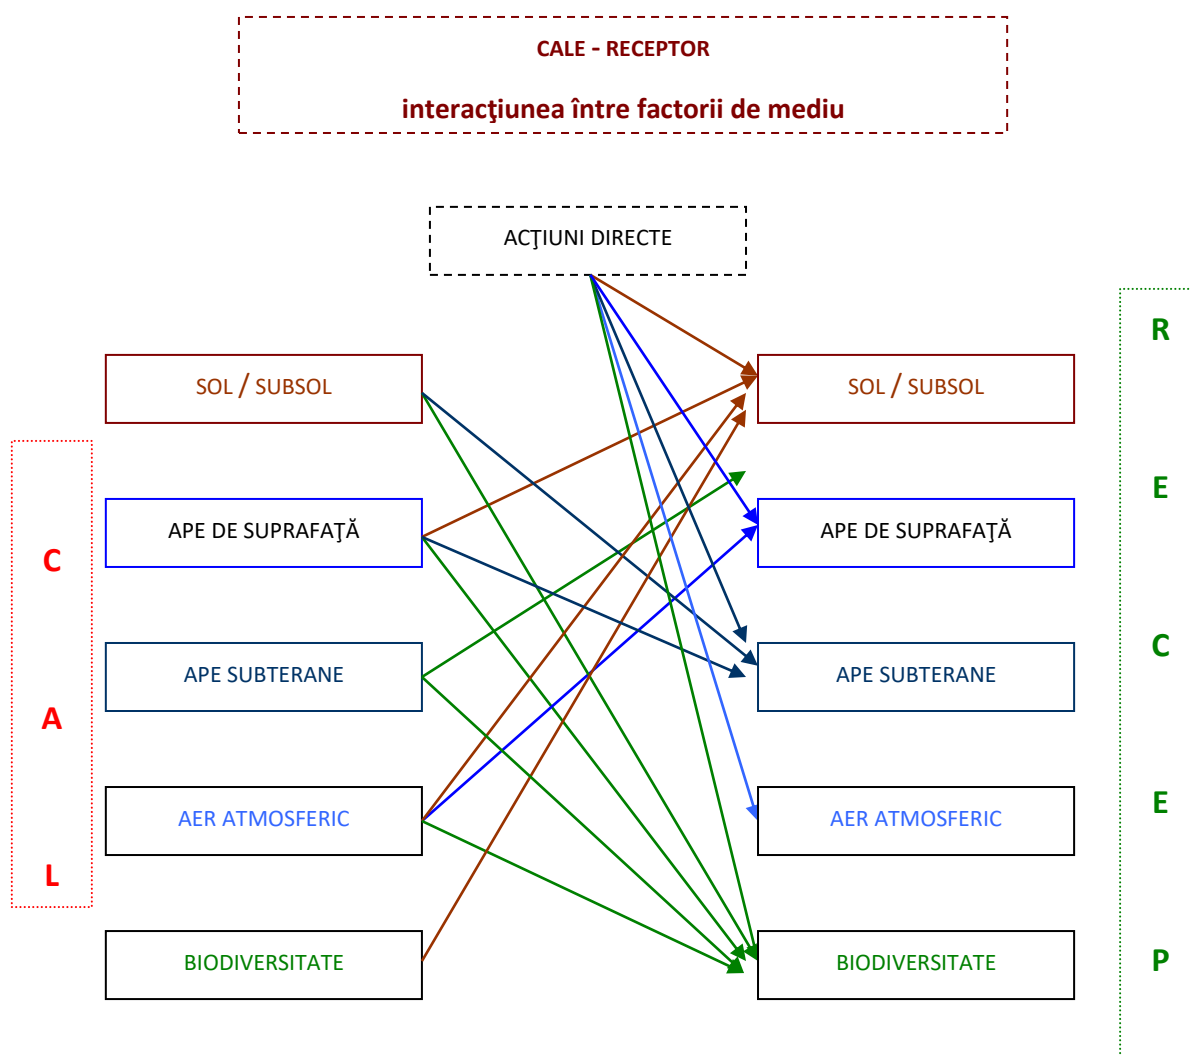 CALE - RECEPTOR
interacţiunea între factorii de mediu
ACŢIUNI DIRECTE
SOL / SUBSOL
SOL / SUBSOL
APE DE SUPRAFAŢĂ
APE DE SUPRAFAŢĂ
APE SUBTERANE
APE SUBTERANE
AER ATMOSFERIC
AER ATMOSFERIC
BIODIVERSITATE
BIODIVERSITATE
C
A
L
R
E
C
E
P